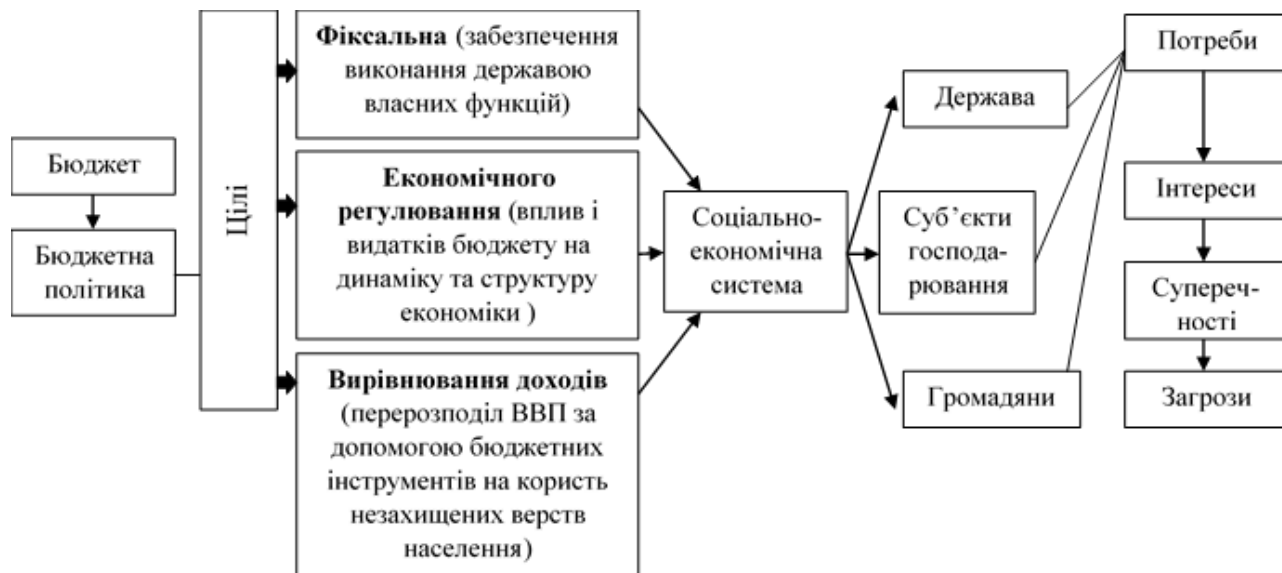 Бюджет
Бюджетна
політика
Цілі
Фіксальна (забезпечення
виконання державою
власних функцій)
Економічного
регулювання (вплив і
видатків бюджету на
динаміку та структуру
економіки )
Вирівнювання доходів
(перерозподіл ВВП за
допомогою бюджетних
інструментів на користь
незахищених верств
населення)
Соціально-
економічна
система
Держава
Суб’єкти
господа-
рювання
Громадяни
Потреби
Інтереси
Супереч-
ності
Загрози